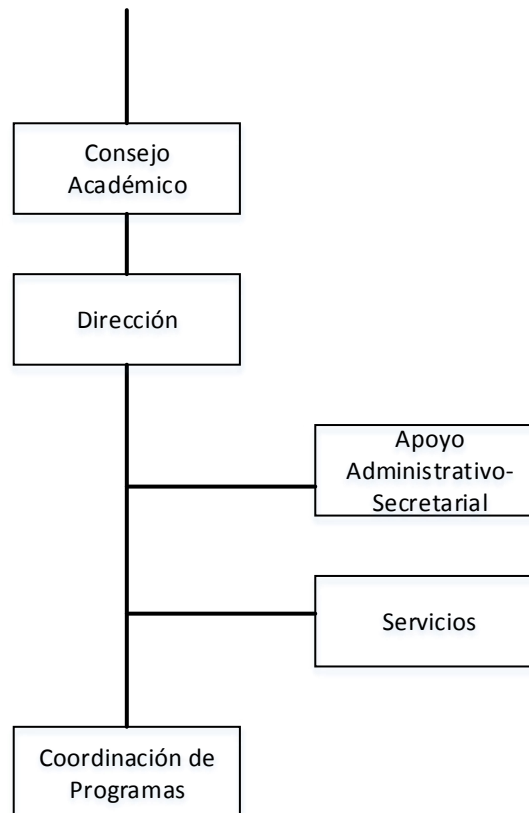 Consejo
Académico
Dirección
Apoyo
Administrativo-
Secretarial
Servicios
Coordinación de
Programas